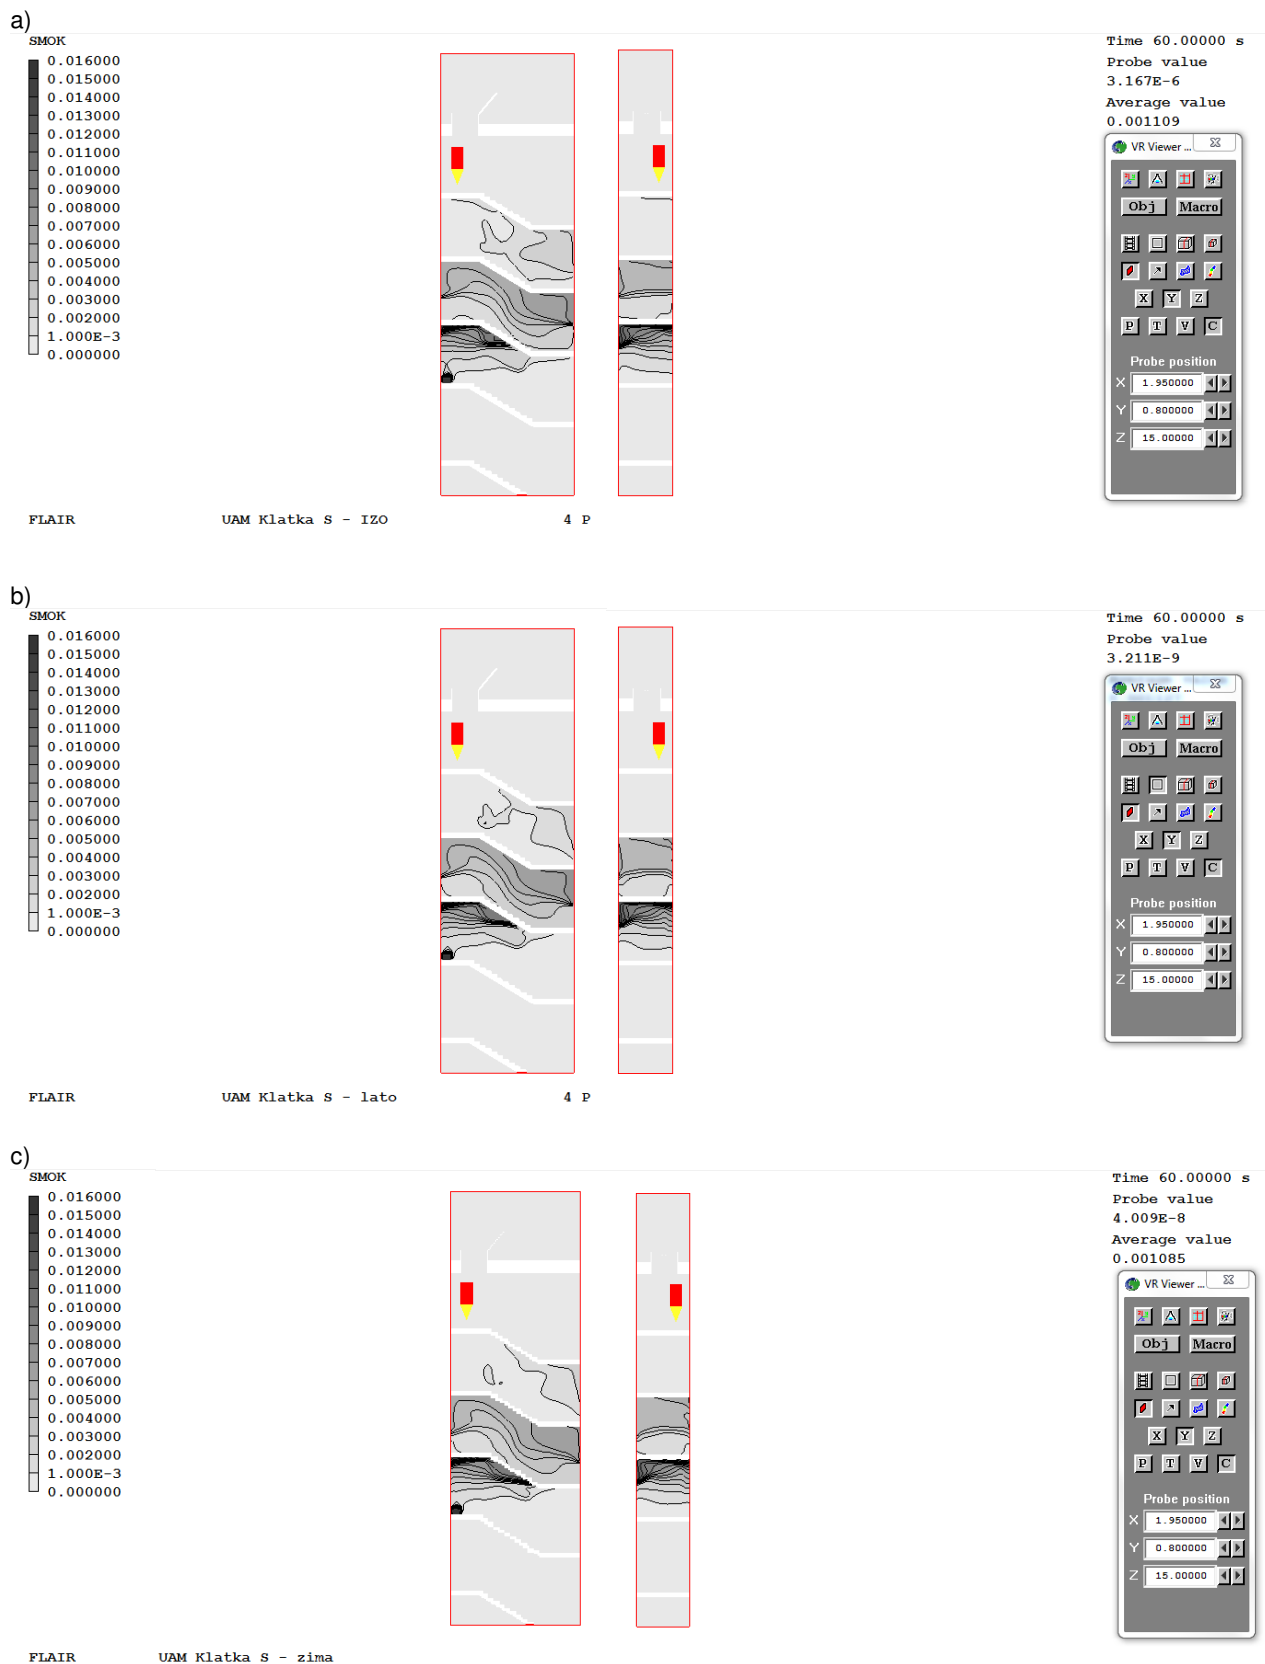 a)
SMOK
0.016000
0.015000
0.014000
0.013000
0.012000
0.011000
0.010000
0.009000
0.008000
0.007000
0.006000
0.005000
0.004000
0.003000
0.002000
1.000E-3
0.000000
Time 60.00000 s
Probe value
3.167E-6
Average value
0.001109
VR Viewer ...
Obj Macro
X Y Z
P T V C
Probe position
X 1.950000
Y 0.800000
Z 15.00000
FLAIR UAM Klatka S - IZO 4 P
b)
SMOK
0.016000
0.015000
0.014000
0.013000
0.012000
0.011000
0.010000
0.009000
0.008000
0.007000
0.006000
0.005000
0.004000
0.003000
0.002000
1.000E-3
0.000000
Time 60.00000 s
Probe value
3.211E-9
VR Viewer ...
Obj Macro
X Y Z
P T V C
Probe position
X 1.950000
Y 0.800000
Z 15.00000
FLAIR UAM Klatka S - lato 4 P
c)
SMOK
0.016000
0.015000
0.014000
0.013000
0.012000
0.011000
0.010000
0.009000
0.008000
0.007000
0.006000
0.005000
0.004000
0.003000
0.002000
1.000E-3
0.000000
Time 60.00000 s
Probe value
4.009E-8
Average value
0.001085
VR Viewer ...
Obj Macro
X Y Z
P T V C
Probe position
X 1.950000
Y 0.800000
Z 15.00000
FLAIR UAM Klatka S - zima